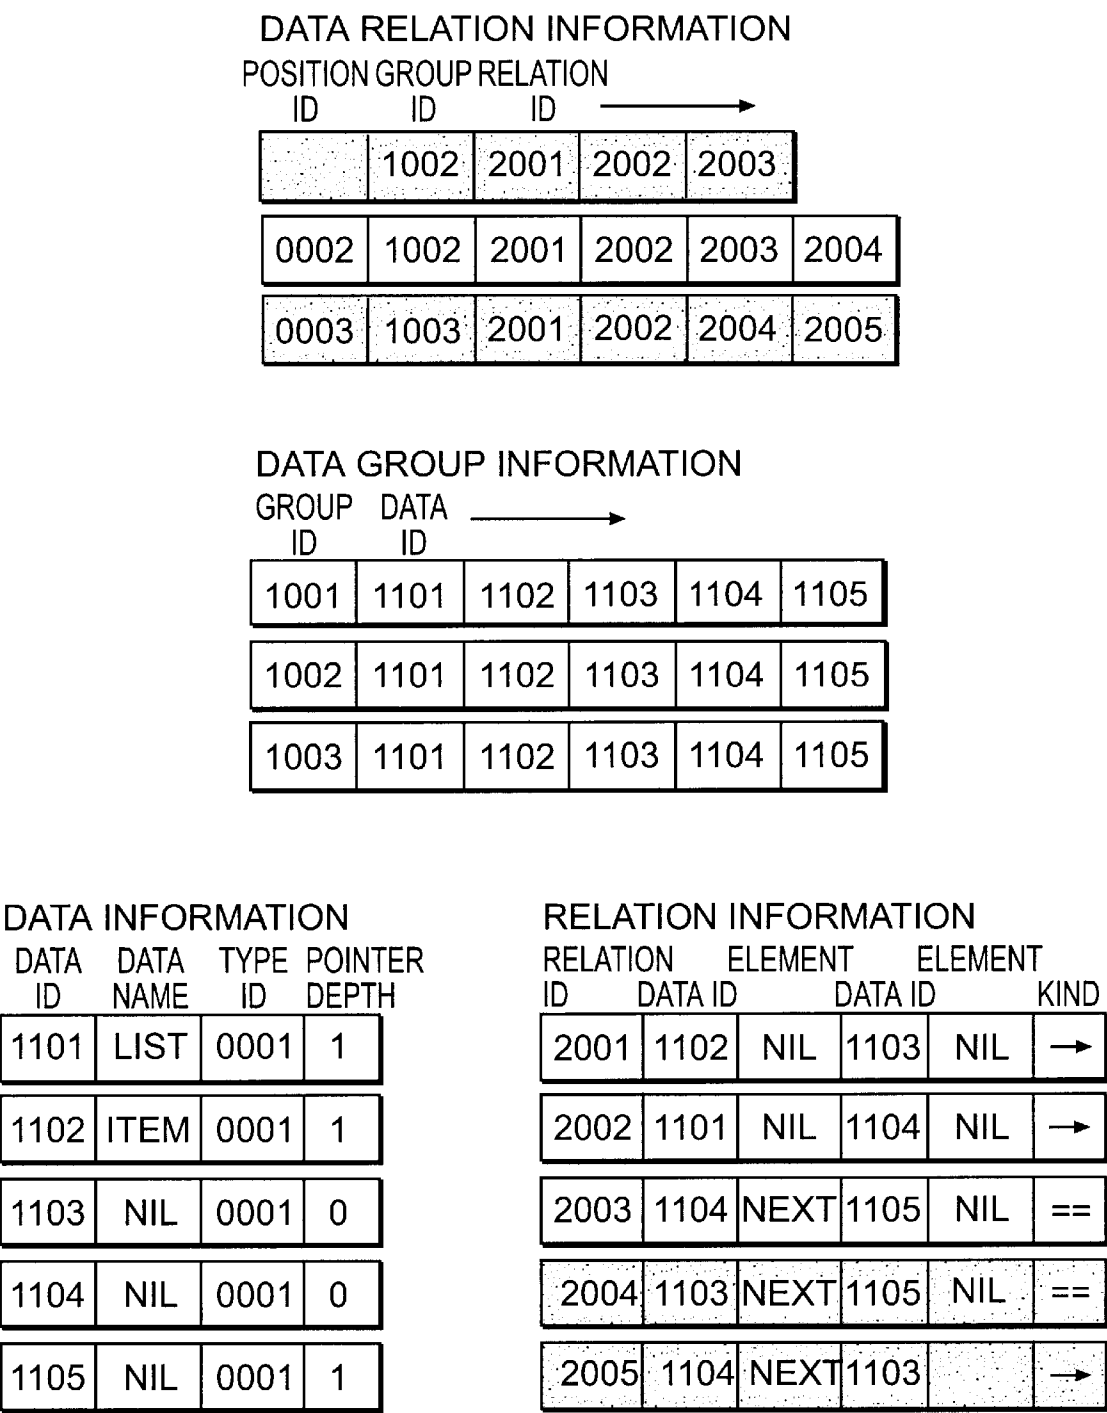 DATA RELATION INFORMATION
POSITION GROUP RELATION
ID ID ID
1002 2001 2002 2003
0002 1002 2001 2002 2003 2004
0003 1003 2001 2002 2004 2005
DATA GROUP INFORMATION
GROUP DATA
ID ID
1001 1101 1102 1103 1104 1105
1002 1101 1102 1103 1104 1105
1003 1101 1102 1103 1104 1105
DATA INFORMATION
DATA DATA TYPE POINTER
ID NAME ID DEPTH
1101 LIST 0001 1
1102 ITEM 0001 1
1103 NIL 0001 0
1104 NIL 0001 0
1105 NIL 0001 1
RELATION INFORMATION
RELATION ELEMENT ELEMENT
ID DATA ID DATA ID KIND
2001 1102 NIL 1103 NIL →
2002 1101 NIL 1104 NIL →
2003 1104 NEXT 1105 NIL ==
2004 1103 NEXT 1105 NIL ==
2005 1104 NEXT 1103 →